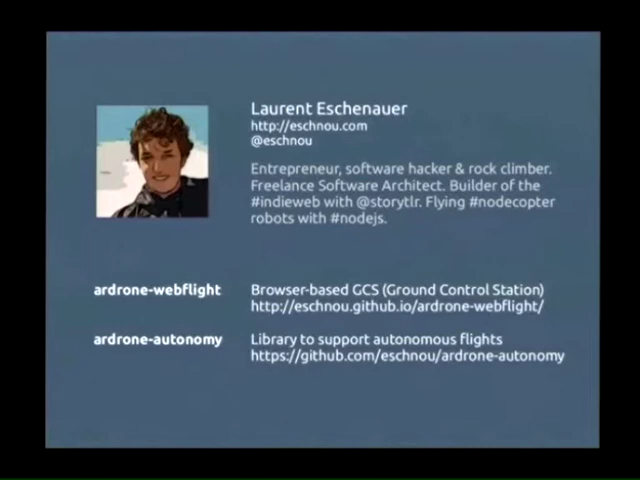 Laurent Eschenauer
http://eschnou.com
@eschnou
Entrepreneur, software hacker & rock climber.
Freelance Software Architect. Builder of the
#indieweb with @storytlr. Flying #nodecopter
robots with #nodejs.
ardrone-webflight Browser-based GCS (Ground Control Station)
http://eschnou.github.io/ardrone-webflight/
ardrone-autonomy Library to support autonomous flights
https://github.com/eschnou/ardrone-autonomy